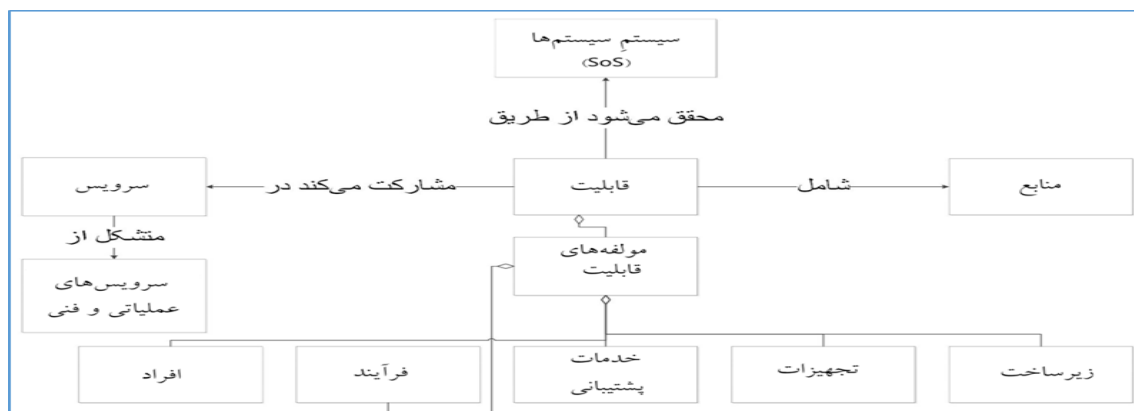 سیستمِ سیستم‌ها
(SoS)
محقق می‌شود از طریق
منابع
شامل
قابلیت
مشارکت می‌کند در
سرویس
متشکل از
مولفه‌های
قابلیت
سرویس‌های
عملیاتی و فنی
زیرساخت
تجهیزات
خدمات
پشتیبانی
فرآیند
افراد